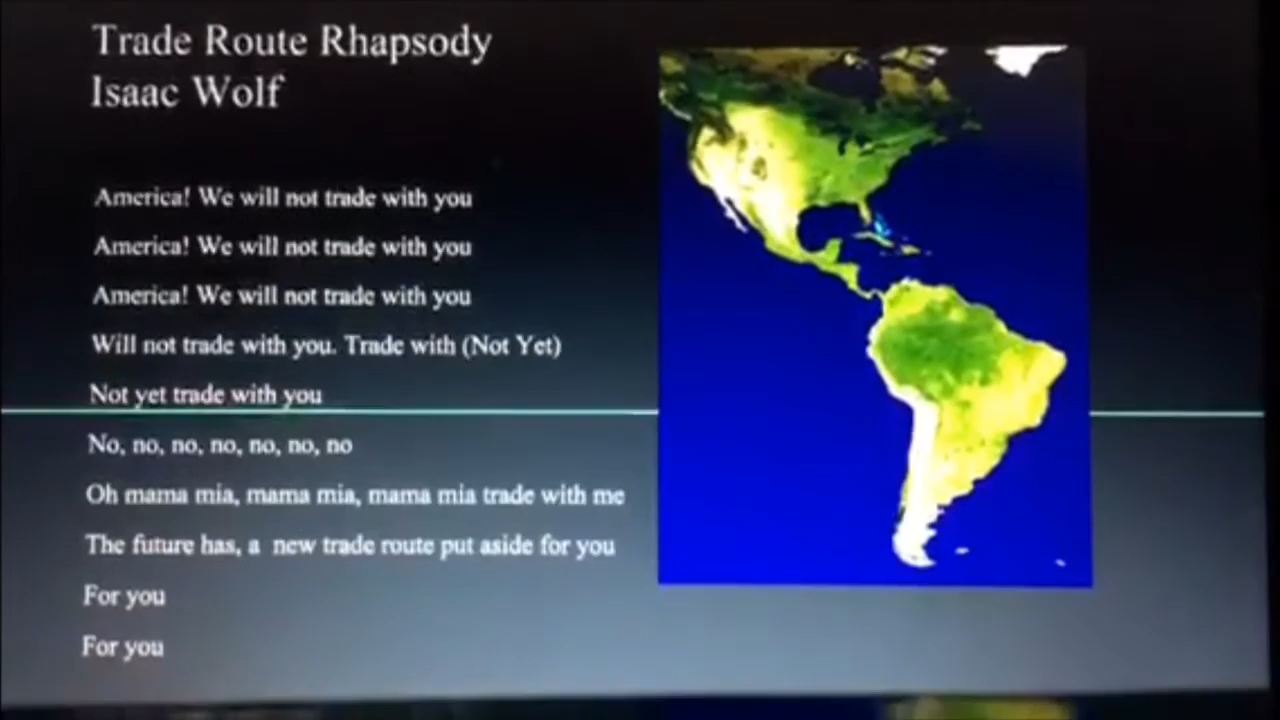 Trade Route Rhapsody
Isaac Wolf
America! We will not trade with you
America! We will not trade with you
America! We will not trade with you
Will not trade with you. Trade with (Not Yet)
Not yet trade with you
No, no, no, no, no, no, no
Oh mama mia, mama mia, mama mia trade with me
The future has, a new trade route put aside for you
For you
For you